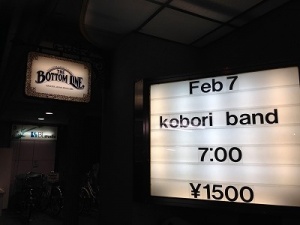 THE
BOTTOM LINE
Feb 7
kobori band
7:00
¥1500